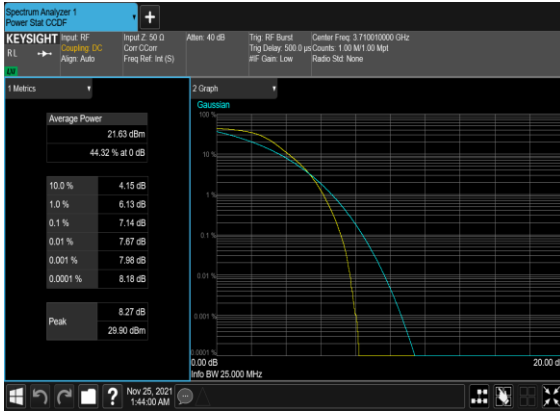 Spectrum Analyzer 1
Power Stat CCDF
KEYSIGHT
RL
Input: RF
Coupling: DC
Align: Auto
Input Z: 50 Ω
Corr CCorr
Freq Ref: Int (S)
Atten: 40 dB
Trig: RF Burst
Trig Delay: 500.0 µs
#IF Gain: Low
Center Freq: 3.710010000 GHz
Counts: 1.00 M/1.00 Mpt
Radio Std: None
1 Metrics
Average Power
21.63 dBm
44.32 % at 0 dB
10.0 % 4.15 dB
1.0 % 6.13 dB
0.1 % 7.14 dB
0.01 % 7.67 dB
0.001 % 7.98 dB
0.0001 % 8.18 dB
Peak
8.27 dB
29.90 dBm
2 Graph
Gaussian
100 %
10 %
1 %
0.1 %
0.01 %
0.001 %
0.0001 %
0.00 dB
20.00 d
Info BW 25.000 MHz
?
Nov 25, 2021
1:44:00 AM